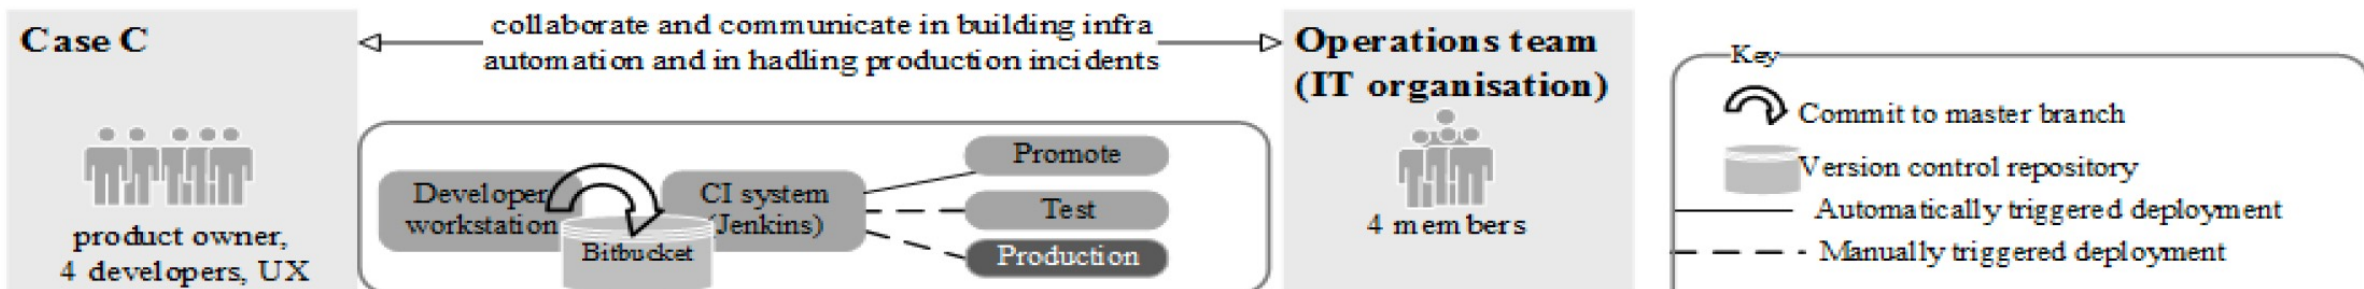 Case C
product owner,
4 developers, UX
collaborate and communicate in building infra
automation and in hadling production incidents
Developer
workstation
Bitbucket
CI system
(Jenkins)
Promote
Test
Production
Operations team
(IT organisation)
4 members
Key
Commit to master branch
Version control repository
Automatically triggered deployment
Manually triggered deployment